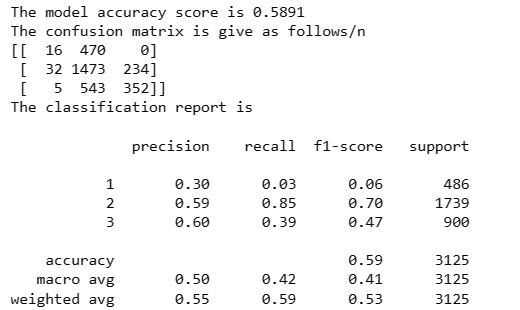 The model accuracy score is 0.5891
The confusion matrix is give as follows/n
[[  16  470    0]
 [  32 1473  234]
 [   5  543  352]]
The classification report is
precision    recall  f1-score   support
1       0.30      0.03      0.06       486
2       0.59      0.85      0.70      1739
3       0.60      0.39      0.47       900
accuracy                           0.59      3125
macro avg       0.50      0.42      0.41      3125
weighted avg       0.55      0.59      0.53      3125